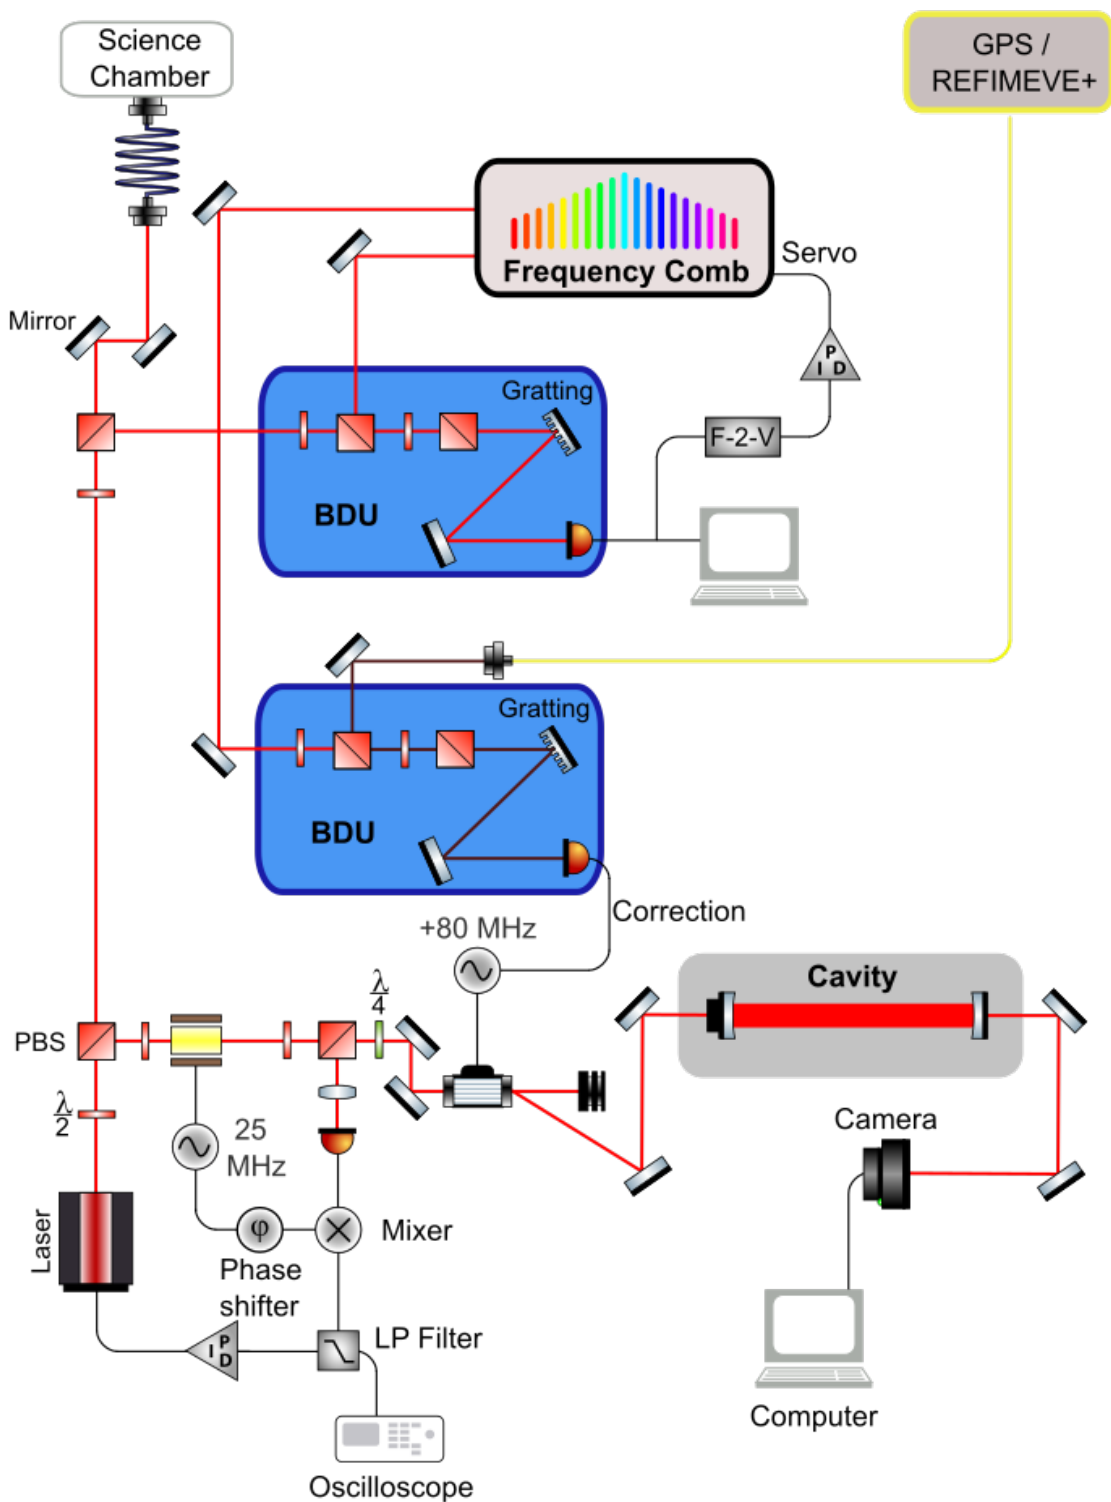 Science
Chamber
GPS /
REFIMEVE+
Frequency Comb
Servo
Mirror
P
I D
Gratting
F-2-V
BDU
Gratting
BDU
Correction
+80 MHz
Cavity
λ
4
PBS
λ
2
25
MHz
Camera
Laser
φ
Mixer
Phase
shifter
P
I D
LP Filter
Computer
Oscilloscope